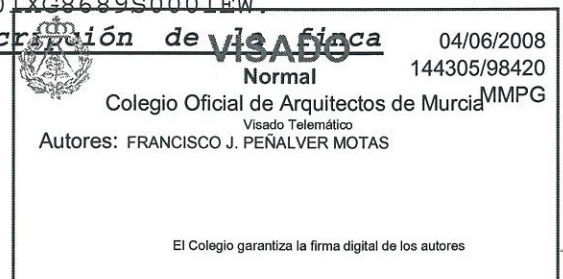 01XG8689S0001EW.
cripción de la finca
VISADO
04/06/2008
Normal
144305/98420
Colegio Oficial de Arquitectos de Murcia MMPG
Visado Telemático
Autores: FRANCISCO J. PEÑALVER MOTAS
El Colegio garantiza la firma digital de los autores